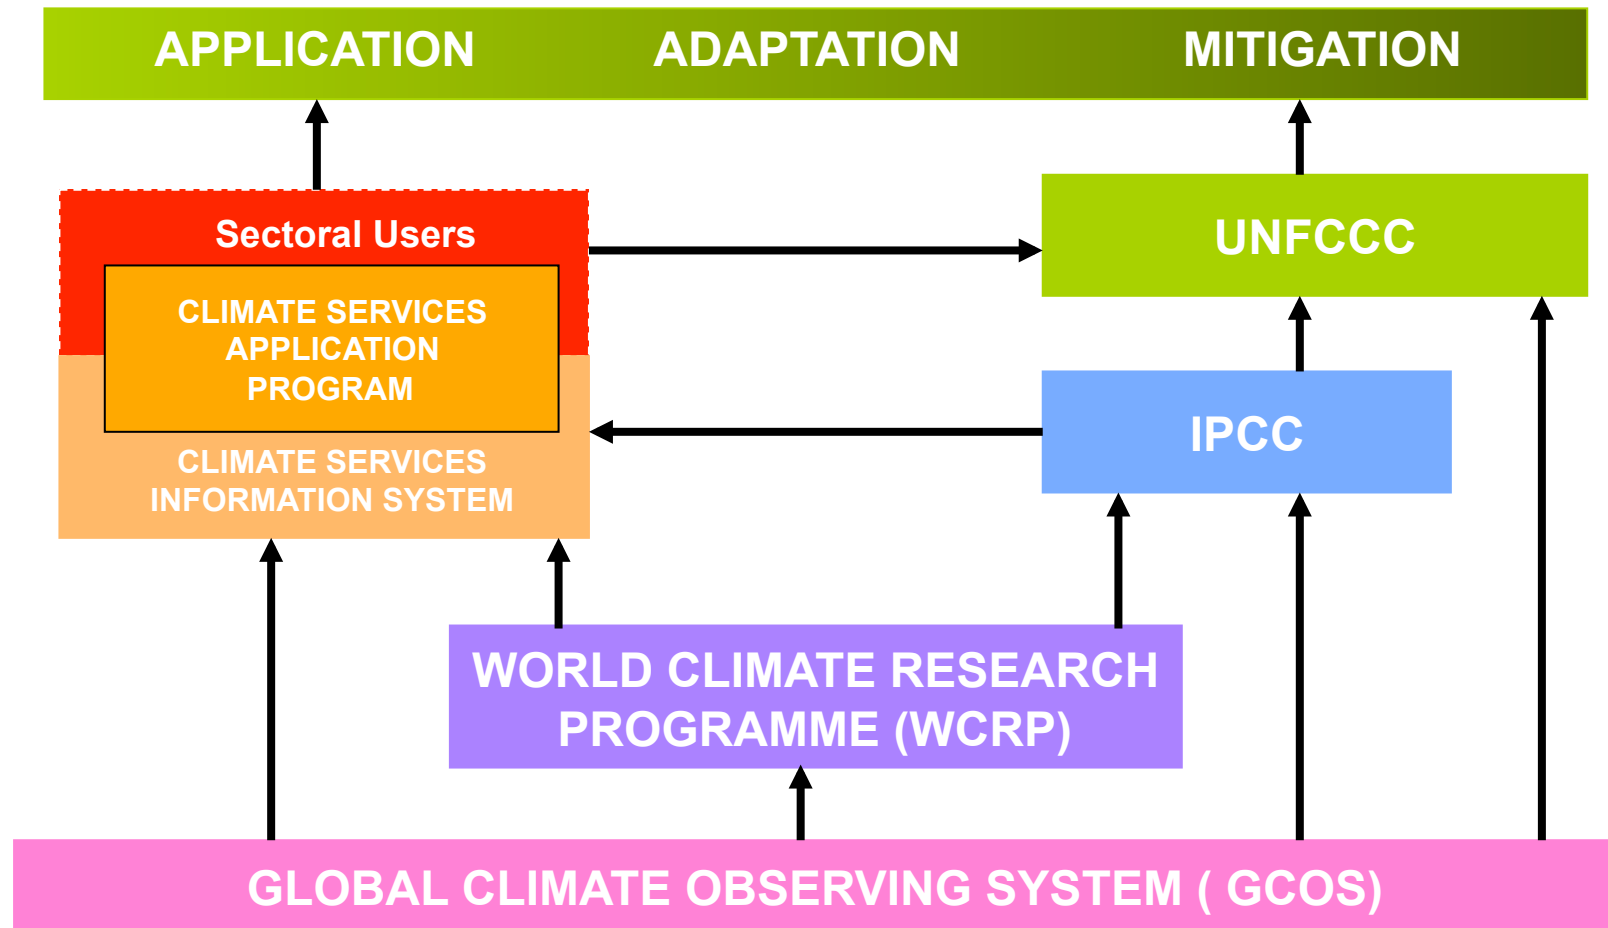 APPLICATION ADAPTATION MITIGATION
Sectoral Users
UNFCCC
CLIMATE SERVICES
APPLICATION
PROGRAM
IPCC
CLIMATE SERVICES
INFORMATION SYSTEM
WORLD CLIMATE RESEARCH
PROGRAMME (WCRP)
GLOBAL CLIMATE OBSERVING SYSTEM ( GCOS)